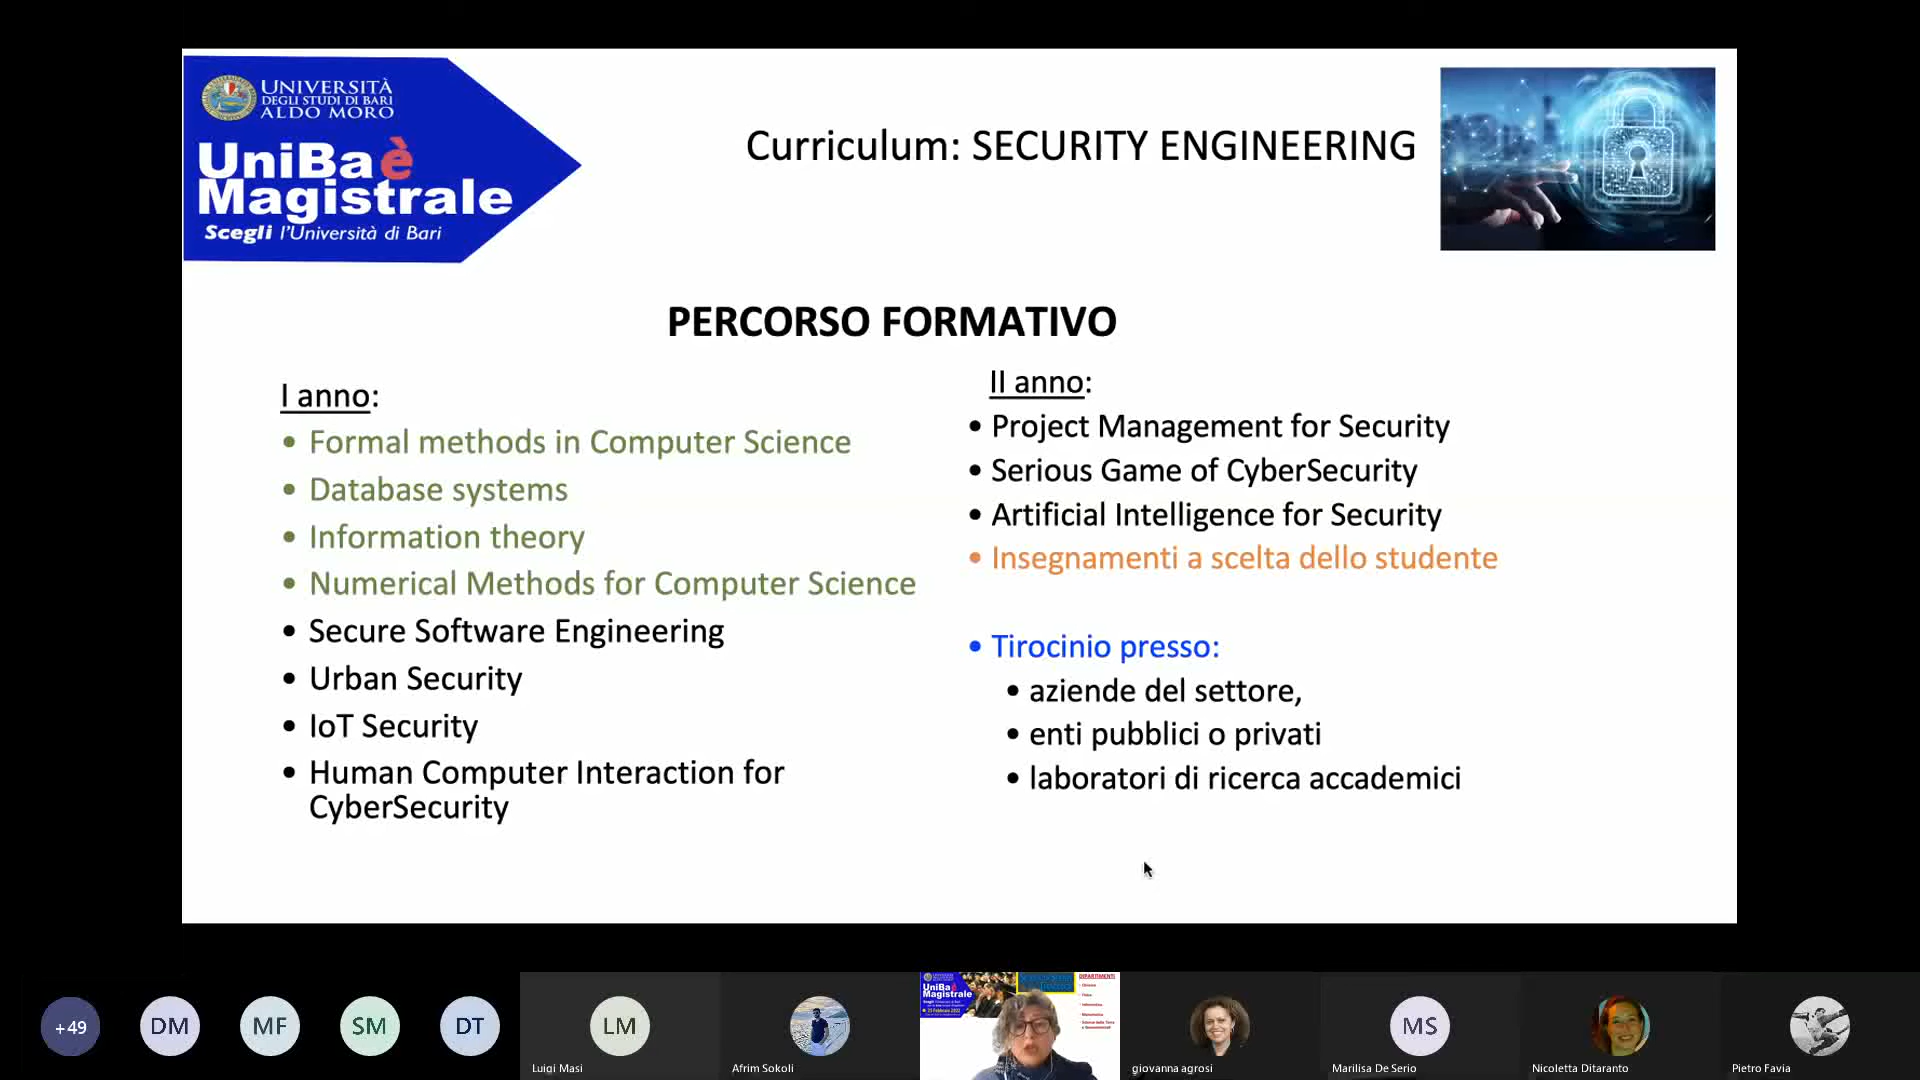 UNIVERSITÀ
DEGLI STUDI DI BARI
ALDO MORO
UniBa è
Magistrale
Scegli l'Università di Bari
Curriculum: SECURITY ENGINEERING
PERCORSO FORMATIVO
I anno:
• Formal methods in Computer Science
• Database systems
• Information theory
• Numerical Methods for Computer Science
• Secure Software Engineering
• Urban Security
• IoT Security
• Human Computer Interaction for
CyberSecurity
II anno:
• Project Management for Security
• Serious Game of CyberSecurity
• Artificial Intelligence for Security
• Insegnamenti a scelta dello studente
• Tirocinio presso:
• aziende del settore,
• enti pubblici o privati
• laboratori di ricerca accademici
+49
DM
MF
SM
DT
LM
Luigi Masi
Afrim Sokoli
UniBa è
Magistrale
DIPARTIMENTI
giovanna agrosi
MS
Marilisa De Serio
Nicoletta Ditaranto
Pietro Favia